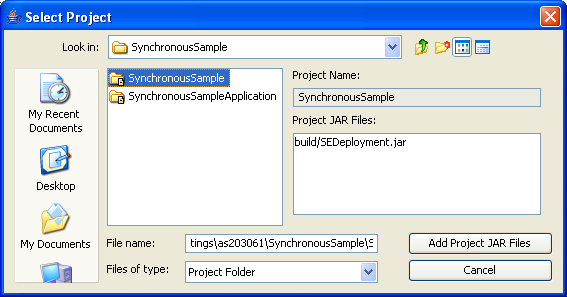 Select Project
Look in: SynchronousSample
My Recent
Documents
Desktop
My Documents
SynchronousSample
SynchronousSampleApplication
Project Name:
SynchronousSample
Project JAR Files:
build/SEDeployment.jar
File name: tings\as203061\SynchronousSample\S
Add Project JAR Files
Files of type: Project Folder
Cancel